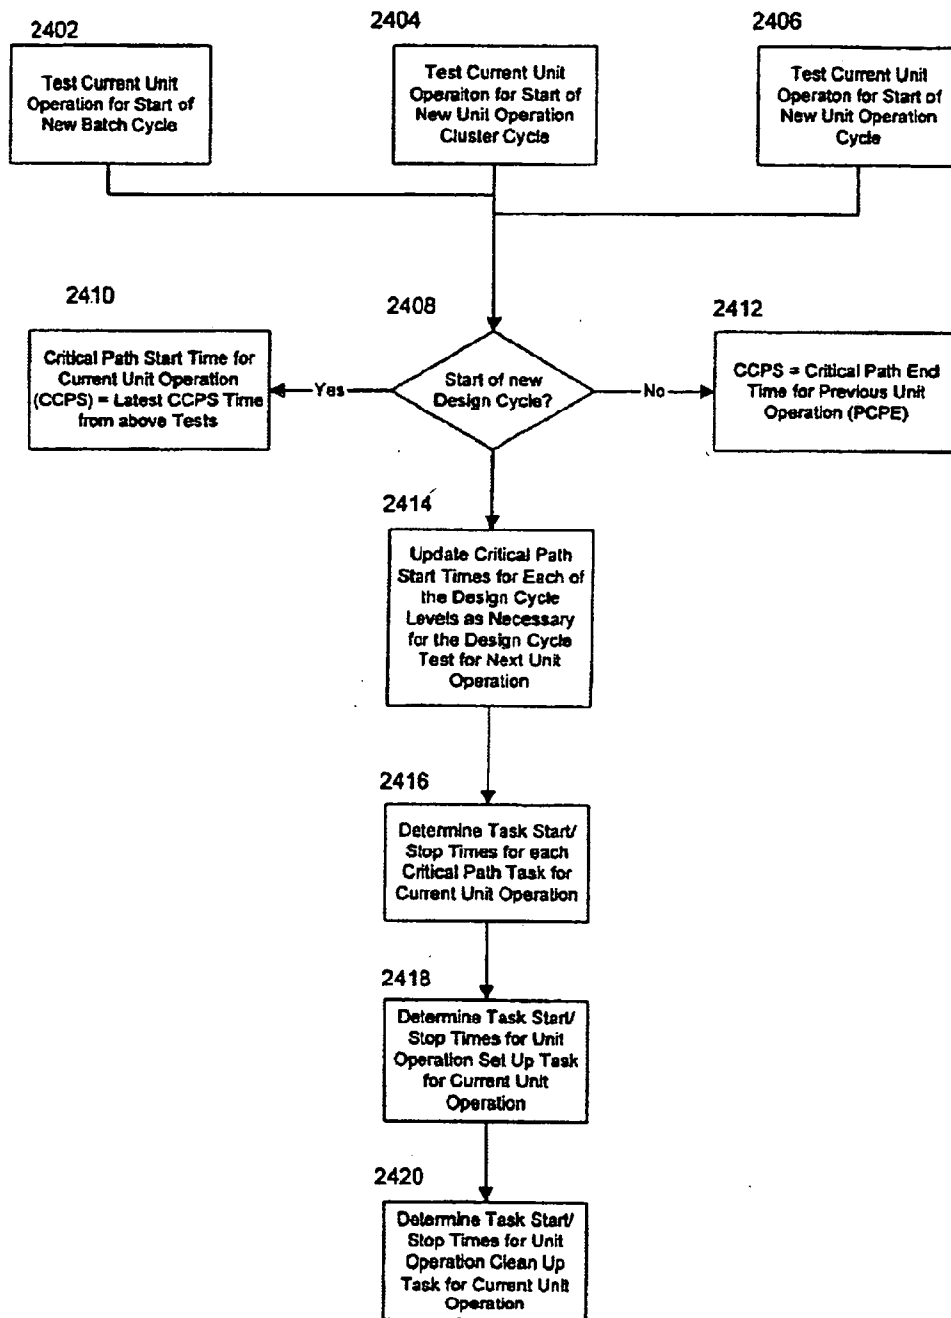 2402
Test Current Unit
Operation for Start of
New Batch Cycle
2404
Test Current Unit
Operaiton for Start of
New Unit Operation
Cluster Cycle
2406
Test Current Unit
Operaton for Start of
New Unit Operation
Cycle
2410
Critical Path Start Time for
Current Unit Operation
(CCPS) = Latest CCPS Time
from above Tests
Yes
2408
Start of new
Design Cycle?
No
2412
CCPS = Critical Path End
Time for Previous Unit
Operation (PCPE)
2414
Update Critical Path
Start Times for Each of
the Design Cycle
Levels as Necessary
for the Design Cycle
Test for Next Unit
Operation
2416
Determine Task Start/
Stop Times for each
Critical Path Task for
Current Unit Operation
2418
Determine Task Start/
Stop Times for Unit
Operation Set Up Task
for Current Unit
Operation
2420
Determine Task Start/
Stop Times for Unit
Operation Clean Up
Task for Current Unit
Operation